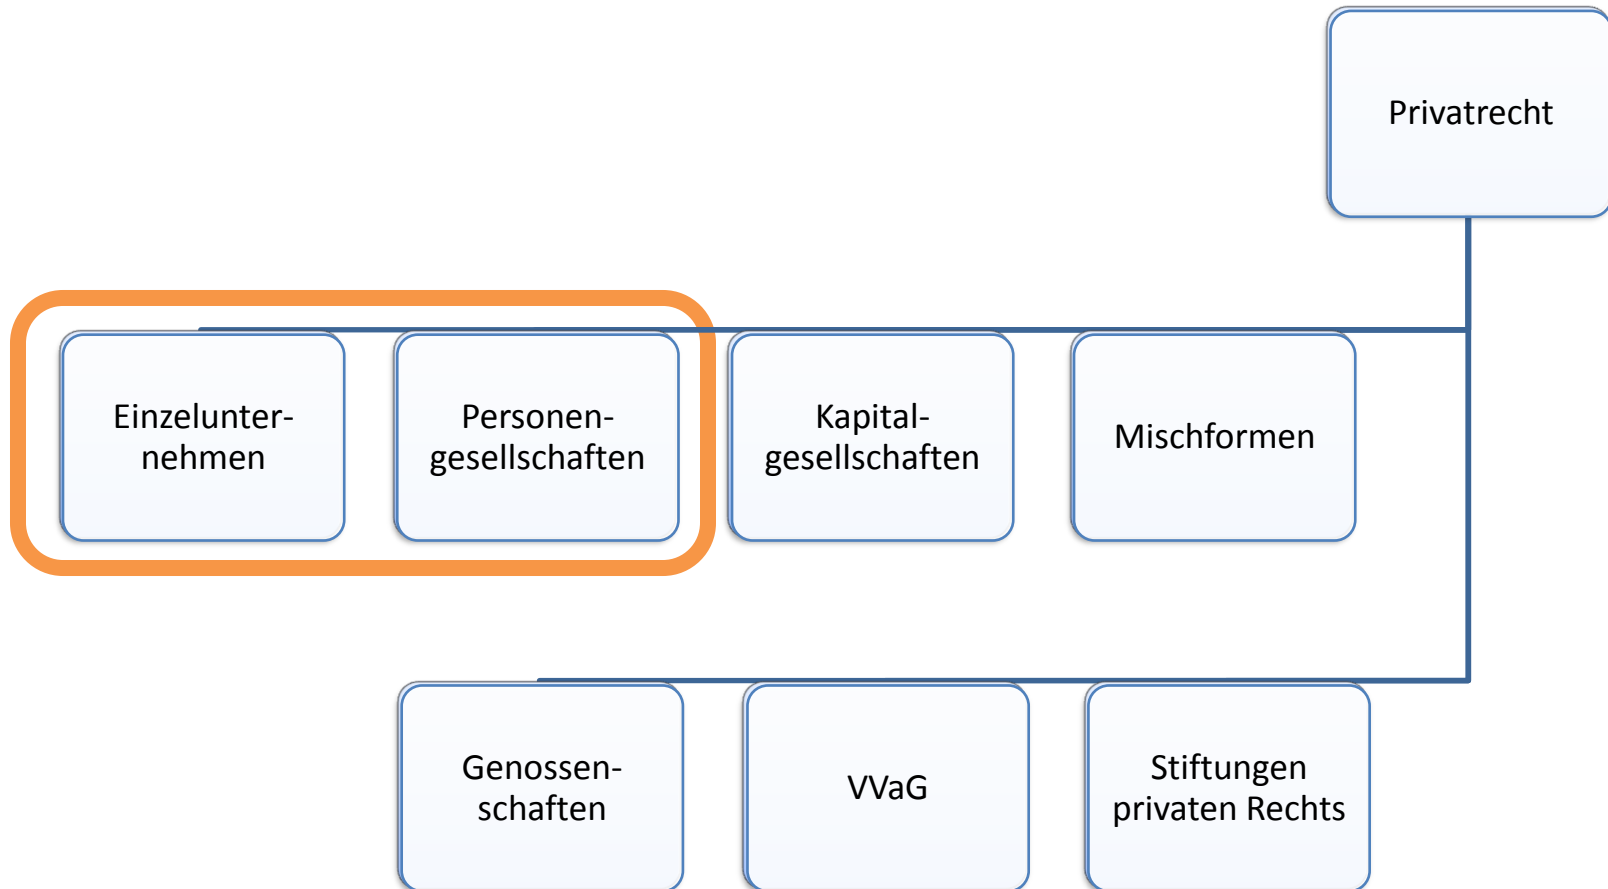 Privatrecht
Einzelunter-
nehmen
Personen-
gesellschaften
Kapital-
gesellschaften
Mischformen
Genossen-
schaften
VVaG
Stiftungen
privaten Rechts